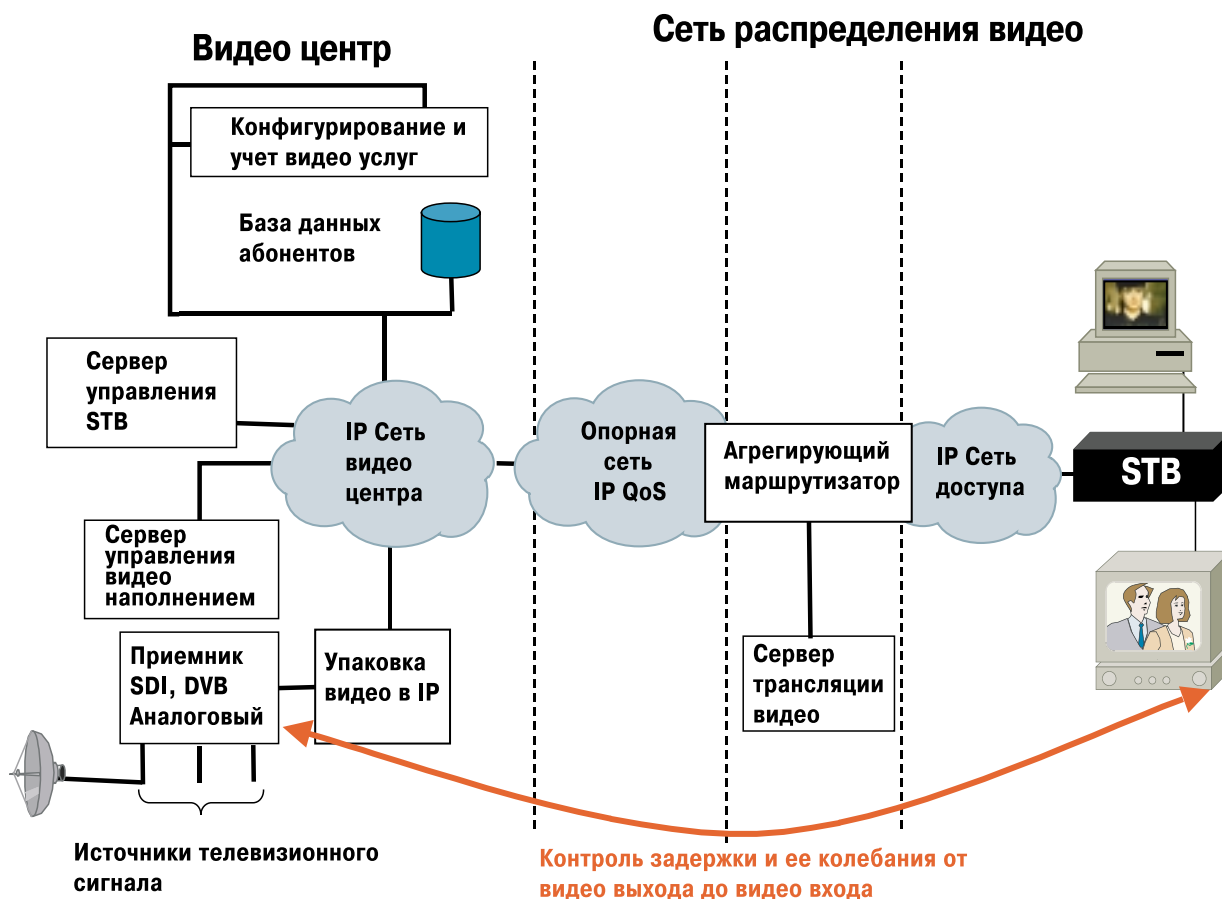 Видео центр
Сеть распределения видео
Конфигурирование и
учет видео услуг
База данных
абонентов
Сервер
управления
STB
IP Сеть
видео
центра
Опорная
сеть
IP QoS
Агрегирующий
маршрутизатор
IP Сеть
доступа
STB
Сервер
управления
видео
наполнением
Приемник
SDI, DVB
Аналоговый
Упаковка
видео в IP
Сервер
трансляции
видео
Источники телевизионного
сигнала
Контроль задержки и ее колебания от
видео выхода до видео входа